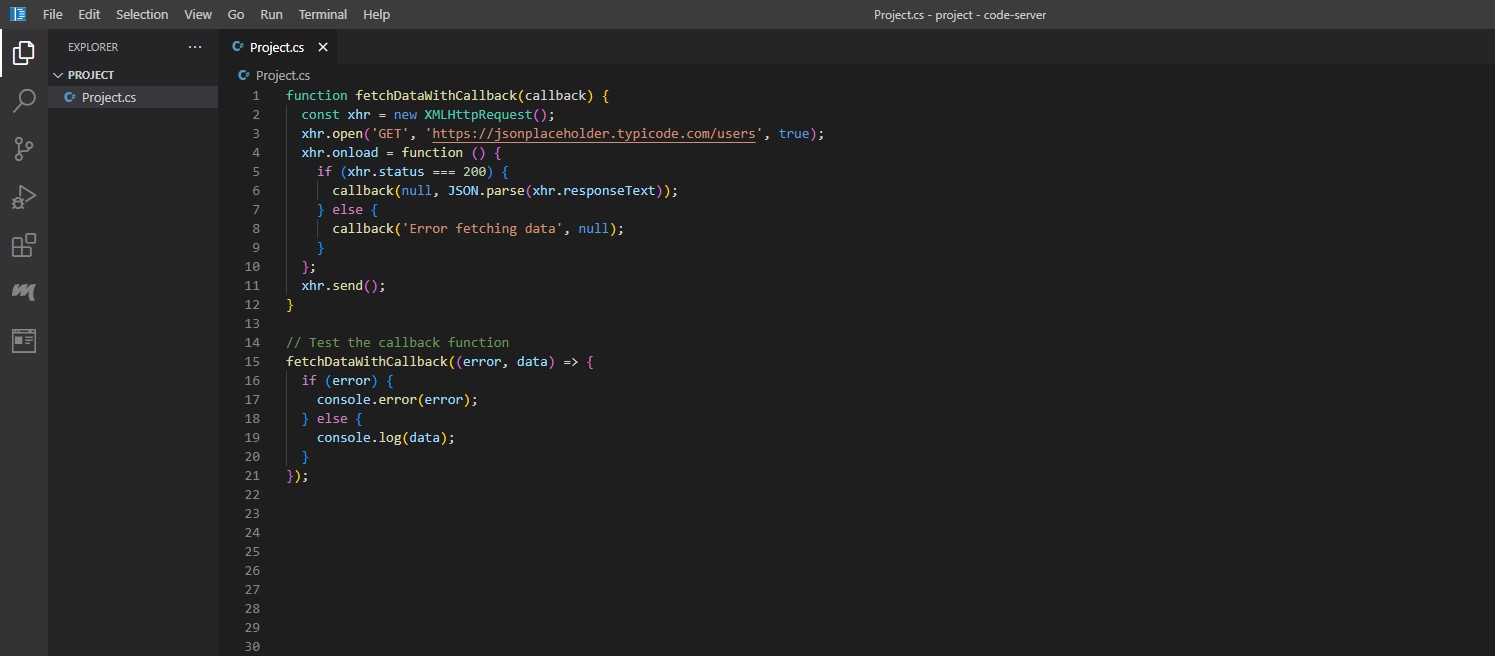 File Edit Selection View Go Run Terminal Help Project.cs - project - code-server
EXPLORER
PROJECT
Project.cs
Project.cs
Project.cs
1 function fetchDataWithCallback(callback) {
2   const xhr = new XMLHttpRequest();
3   xhr.open('GET', 'https://jsonplaceholder.typicode.com/users', true);
4   xhr.onload = function () {
5     if (xhr.status === 200) {
6       callback(null, JSON.parse(xhr.responseText));
7     } else {
8       callback('Error fetching data', null);
9     }
10   };
11   xhr.send();
12 }
13
14 // Test the callback function
15 fetchDataWithCallback((error, data) => {
16   if (error) {
17     console.error(error);
18   } else {
19     console.log(data);
20   }
21 });
22
23
24
25
26
27
28
29
30